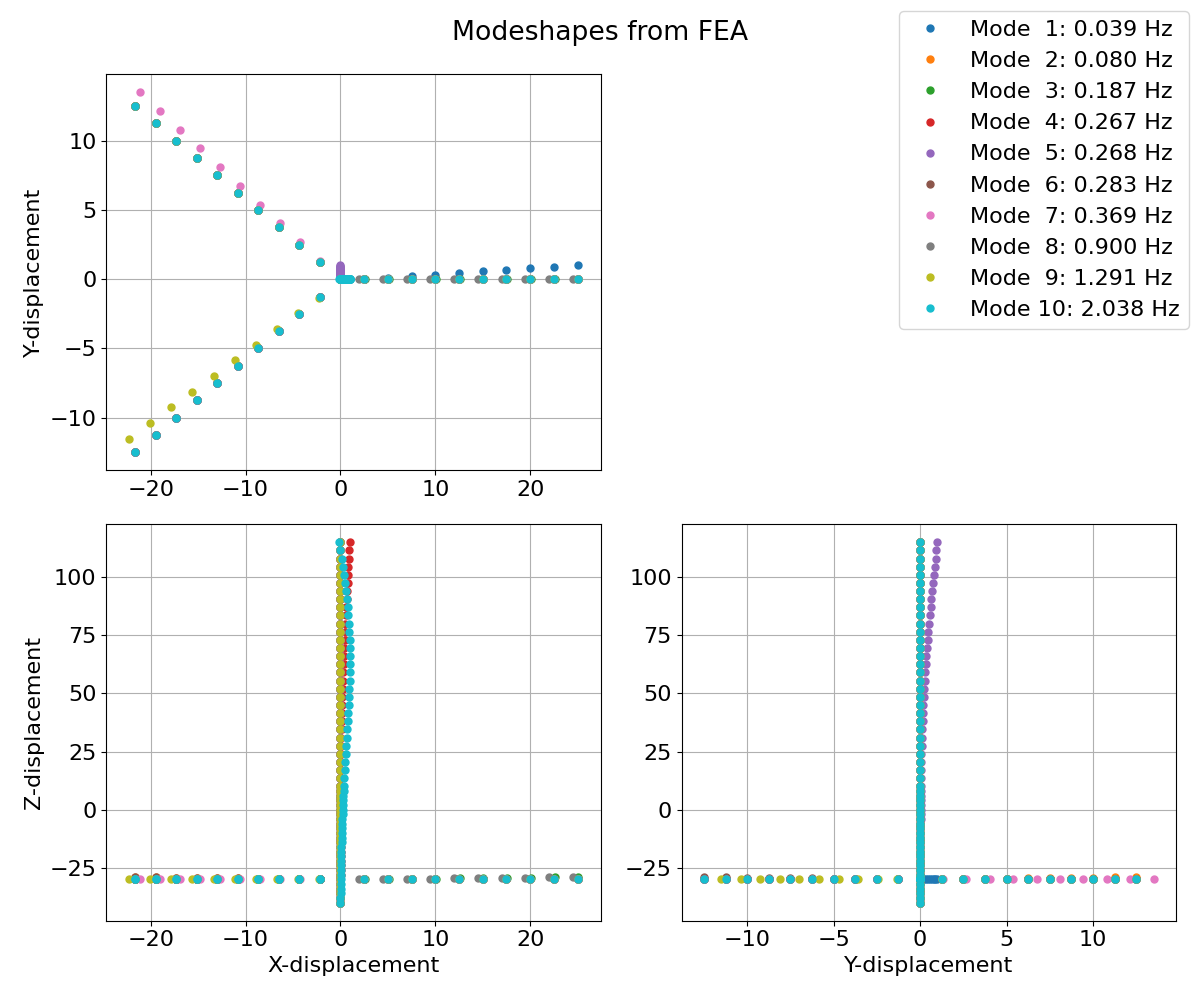 Modeshapes from FEA
Mode  1: 0.039 Hz
Mode  2: 0.080 Hz
Mode  3: 0.187 Hz
Mode  4: 0.267 Hz
Mode  5: 0.268 Hz
Mode  6: 0.283 Hz
Mode  7: 0.369 Hz
Mode  8: 0.900 Hz
Mode  9: 1.291 Hz
Mode 10: 2.038 Hz
Y-displacement
10
5
0
−5
−10
−20 −10 0 10 20
Z-displacement
100
75
50
25
0
−25
−20 −10 0 10 20
X-displacement
100
75
50
25
0
−25
−10 −5 0 5 10
Y-displacement